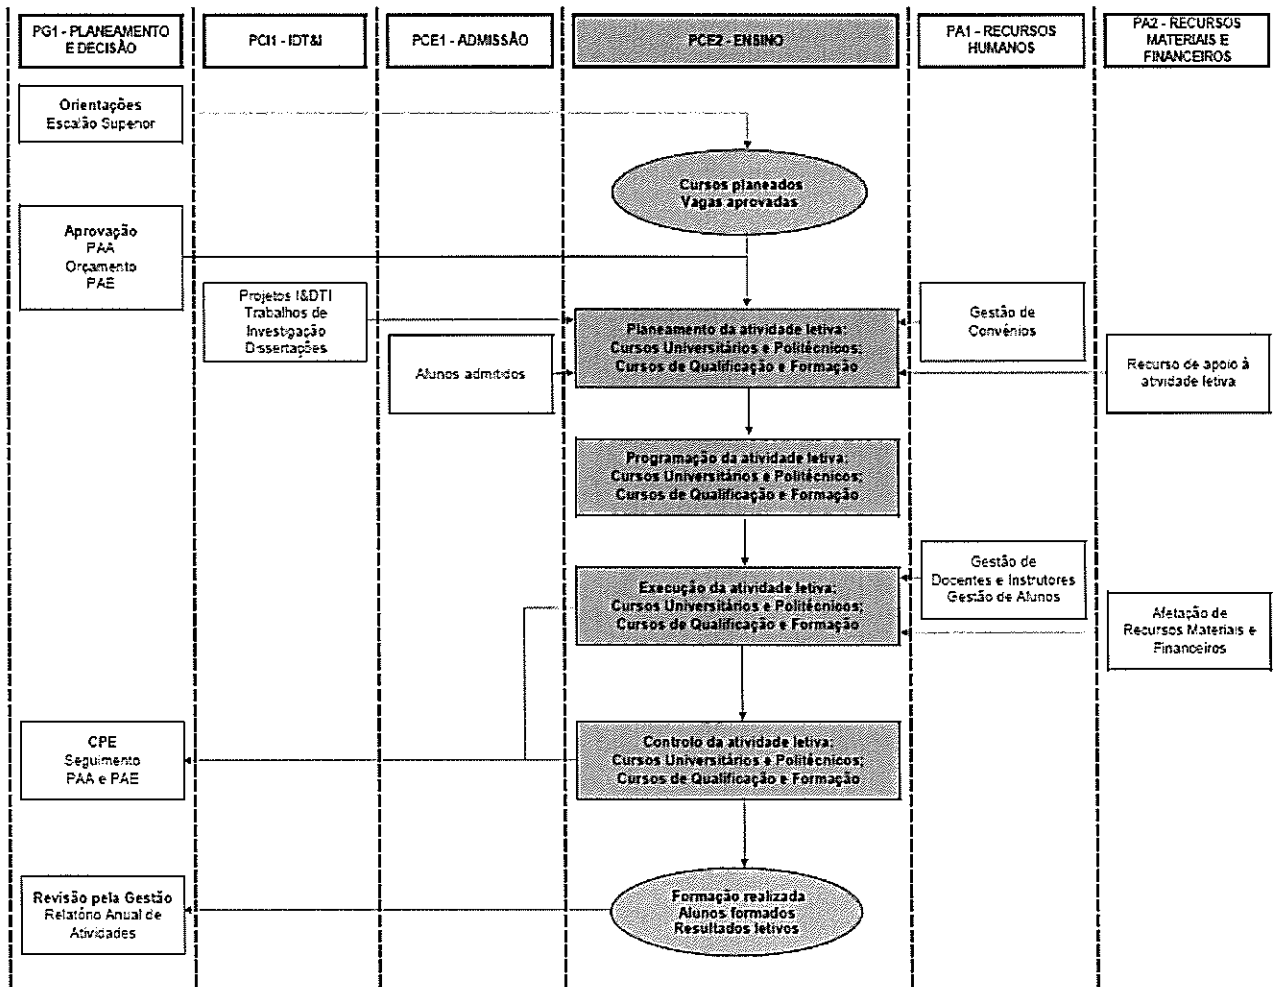 PG1 - PLANEAMENTO
E DECISÃO
PCI1 - IDT&I
PCE1 - ADMISSÃO
PCE2 - ENSINO
PA1 - RECURSOS
HUMANOS
PA2 - RECURSOS
MATERIAIS E
FINANCEIROS
Orientações
Escalão Superior
Cursos planeados
Vagas aprovadas
Aprovação
PAA
Orçamento
PAE
Projetos I&DTI
Trabalhos de
Investigação
Dissertações
Alunos admitidos
Planeamento da atividade letiva:
Cursos Universitários e Politécnicos;
Cursos de Qualificação e Formação
Gestão de
Convénios
Recurso de apoio à
atividade letiva
Programação da atividade letiva:
Cursos Universitários e Politécnicos;
Cursos de Qualificação e Formação
Execução da atividade letiva:
Cursos Universitários e Politécnicos;
Cursos de Qualificação e Formação
Gestão de
Docentes e Instrutores
Gestão de Alunos
Afetação de
Recursos Materiais e
Financeiros
CPE
Seguimento
PAA e PAE
Controlo da atividade letiva:
Cursos Universitários e Politécnicos;
Cursos de Qualificação e Formação
Revisão pela Gestão
Relatório Anual de
Atividades
Formação realizada
Alunos formados
Resultados letivos